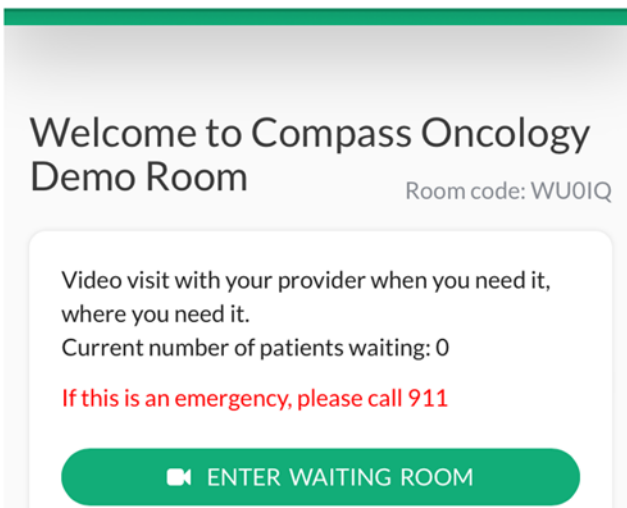 Welcome to Compass Oncology
Demo Room
Room code: WU0IQ
Video visit with your provider when you need it,
where you need it.
Current number of patients waiting: 0
If this is an emergency, please call 911
ENTER WAITING ROOM